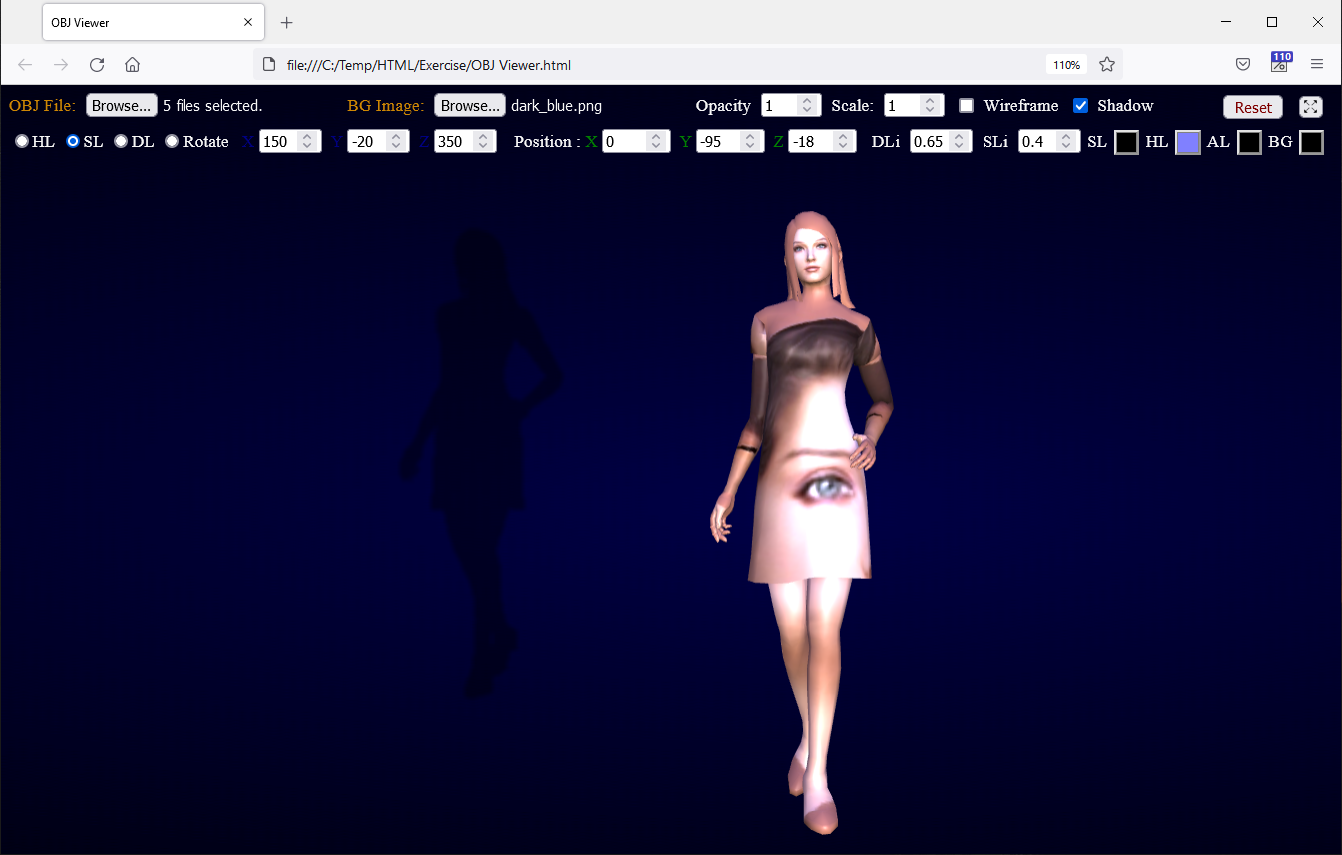 OBJ Viewer
file:///C:/Temp/HTML/Exercise/OBJ Viewer.html 110% 110
OBJ File: Browse... 5 files selected. BG Image: Browse... dark_blue.png Opacity 1 Scale: 1 Wireframe Shadow Reset
HL SL DL Rotate X 150 Y -20 Z 350 Position : X 0 Y -95 Z -18 DLi 0.65 SLi 0.4 SL HL AL BG